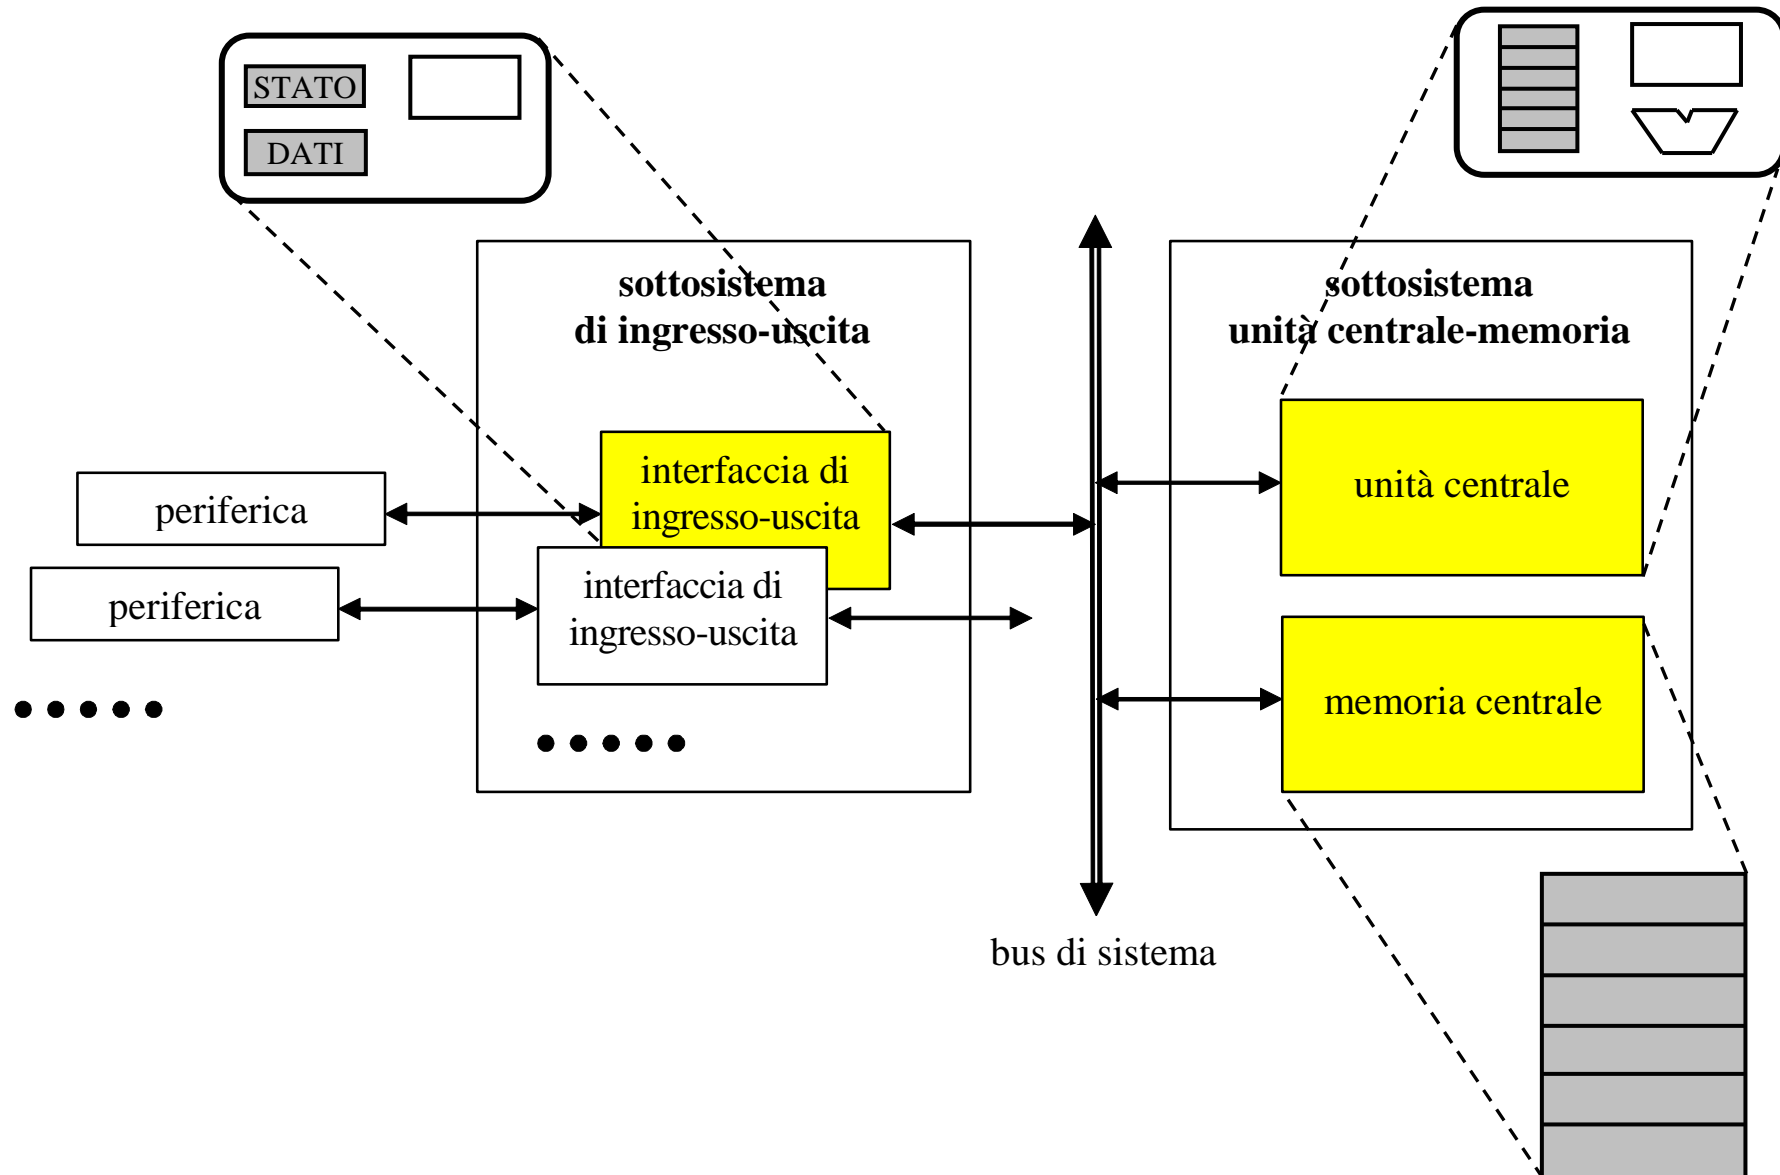 STATO
DATI
sottosistema
di ingresso-uscita
sottosistema
unità centrale-memoria
interfaccia di
ingresso-uscita
unità centrale
periferica
interfaccia di
ingresso-uscita
periferica
memoria centrale
bus di sistema